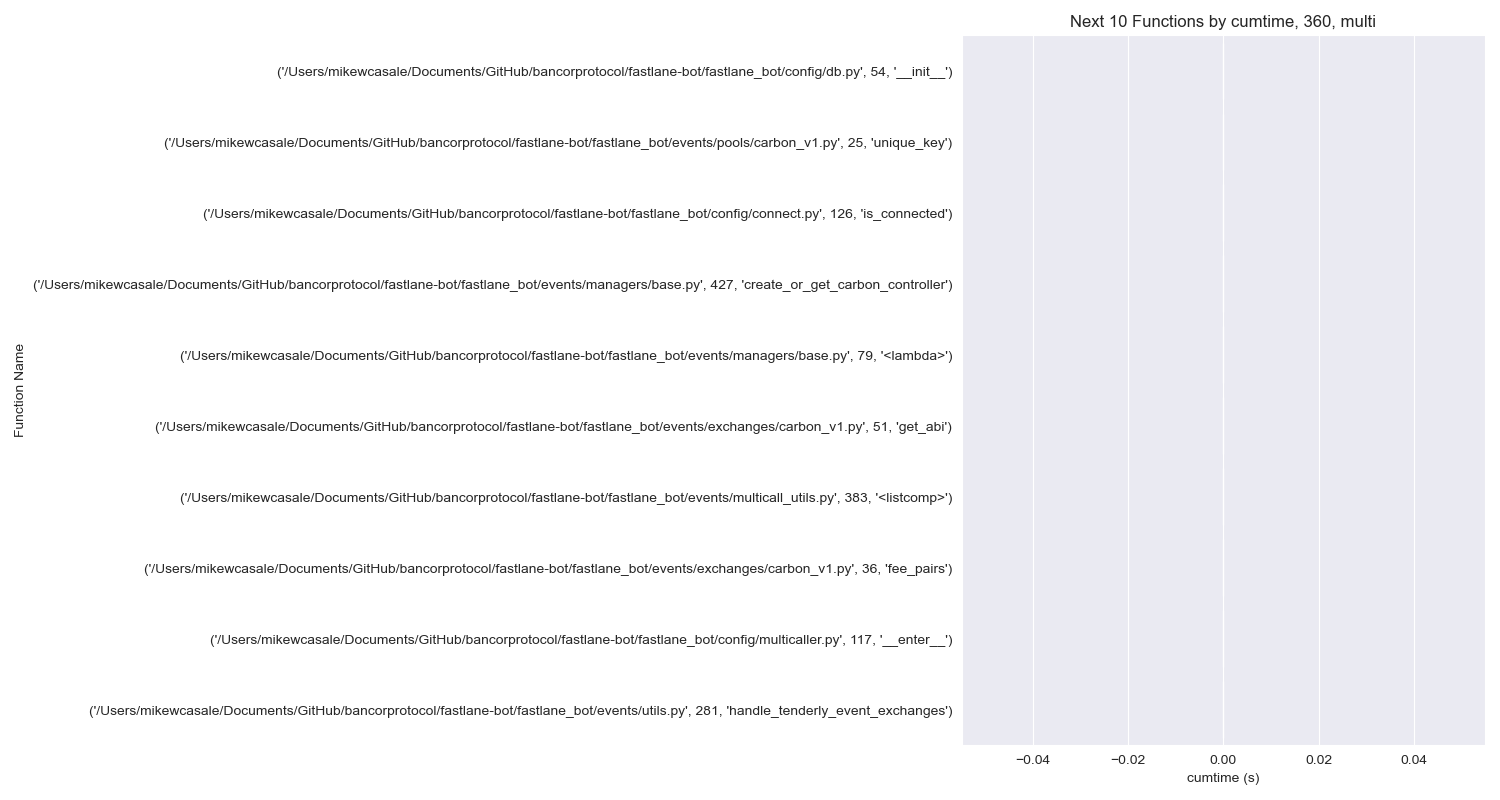 Next 10 Functions by cumtime, 360, multi
('/Users/mikewcasale/Documents/GitHub/bancorprotocol/fastlane-bot/fastlane_bot/config/db.py', 54, '__init__')
('/Users/mikewcasale/Documents/GitHub/bancorprotocol/fastlane-bot/fastlane_bot/events/pools/carbon_v1.py', 25, 'unique_key')
('/Users/mikewcasale/Documents/GitHub/bancorprotocol/fastlane-bot/fastlane_bot/config/connect.py', 126, 'is_connected')
('/Users/mikewcasale/Documents/GitHub/bancorprotocol/fastlane-bot/fastlane_bot/events/managers/base.py', 427, 'create_or_get_carbon_controller')
('/Users/mikewcasale/Documents/GitHub/bancorprotocol/fastlane-bot/fastlane_bot/events/managers/base.py', 79, '<lambda>')
('/Users/mikewcasale/Documents/GitHub/bancorprotocol/fastlane-bot/fastlane_bot/events/exchanges/carbon_v1.py', 51, 'get_abi')
('/Users/mikewcasale/Documents/GitHub/bancorprotocol/fastlane-bot/fastlane_bot/events/multicall_utils.py', 383, '<listcomp>')
('/Users/mikewcasale/Documents/GitHub/bancorprotocol/fastlane-bot/fastlane_bot/events/exchanges/carbon_v1.py', 36, 'fee_pairs')
('/Users/mikewcasale/Documents/GitHub/bancorprotocol/fastlane-bot/fastlane_bot/config/multicaller.py', 117, '__enter__')
('/Users/mikewcasale/Documents/GitHub/bancorprotocol/fastlane-bot/fastlane_bot/events/utils.py', 281, 'handle_tenderly_event_exchanges')
Function Name
−0.04 −0.02 0.00 0.02 0.04
cumtime (s)